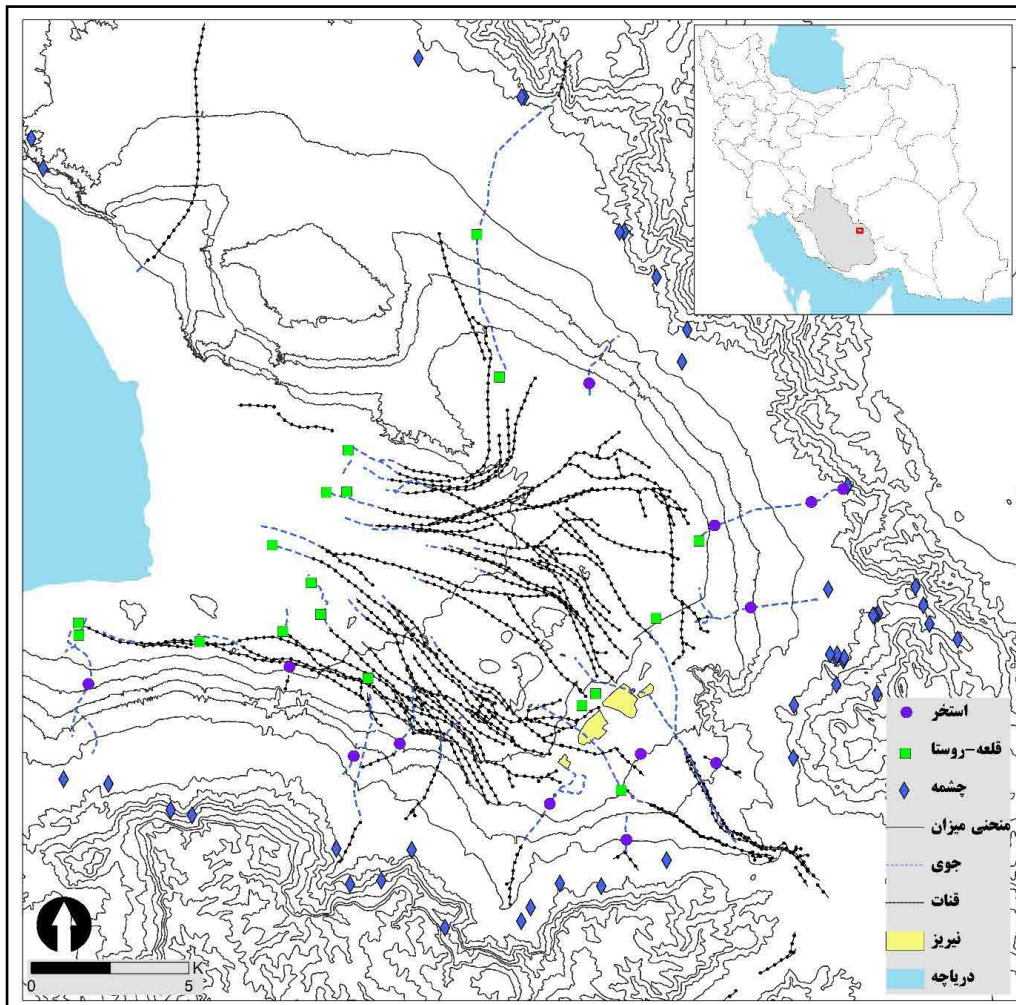 استخر
قلعه-روستا
چشمه
منحنی میزان
جوی
قنات
نیریز
دریاچه
K
0 5